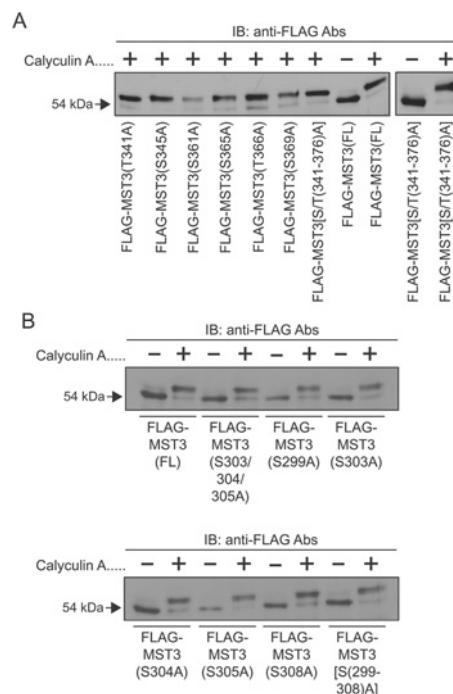 A
IB: anti-FLAG Abs
Calyculin A..... + + + + + + + − + − +
54 kDa
FLAG-MST3(T341A)
FLAG-MST3(S345A)
FLAG-MST3(S361A)
FLAG-MST3(S365A)
FLAG-MST3(T366A)
FLAG-MST3(S369A)
FLAG-MST3[S/T(341-376)A]
FLAG-MST3(FL)
FLAG-MST3(FL)
FLAG-MST3[S/T(341-376)A]
FLAG-MST3[S/T(341-376)A]
B
IB: anti-FLAG Abs
Calyculin A..... − + − + − + − +
54 kDa
FLAG- FLAG- FLAG- FLAG-
MST3 MST3 MST3 MST3
(FL) (S303/ (S299A) (S303A)
304/
305A)
IB: anti-FLAG Abs
Calyculin A..... − + − + − + − +
54 kDa
FLAG- FLAG- FLAG- FLAG-
MST3 MST3 MST3 MST3
(S304A) (S305A) (S308A) [S(299-
308)A]